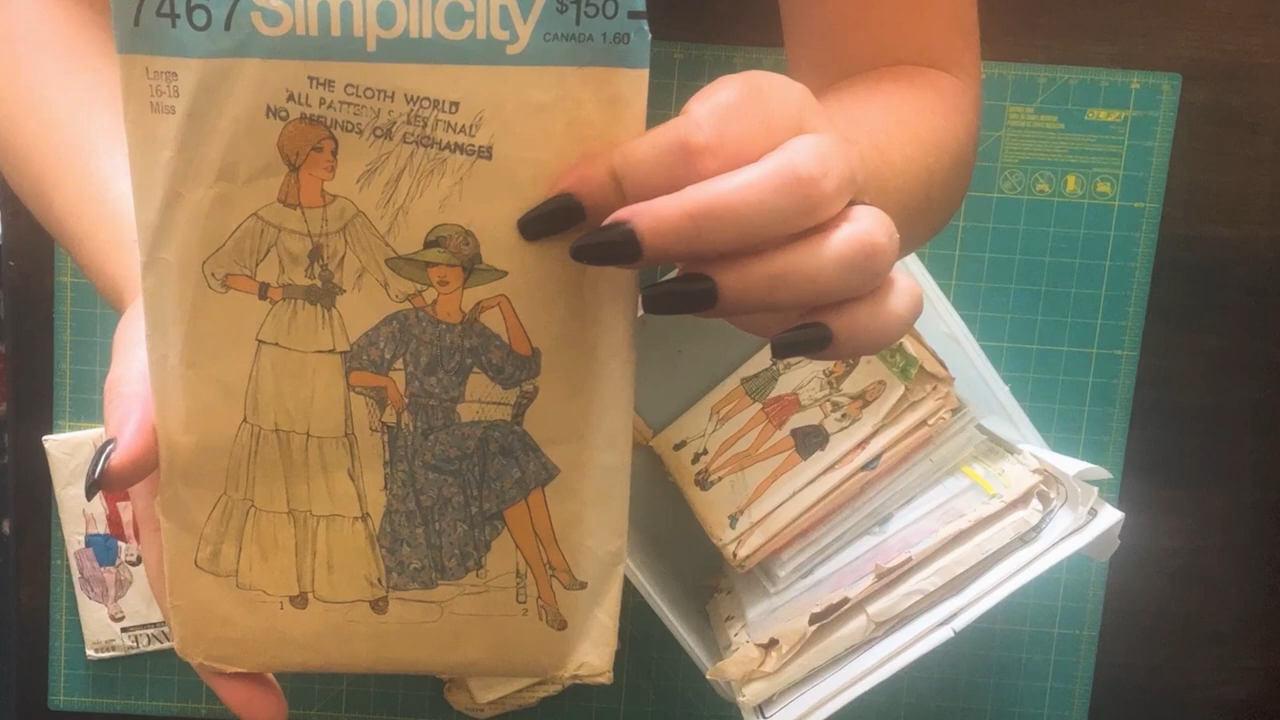 7467 Simplicity $1.50
CANADA 1.60
Large
16-18
Miss
THE CLOTH WORLD
ALL PATTERN SALES FINAL
NO REFUNDS OR EXCHANGES
1
2
OLFA